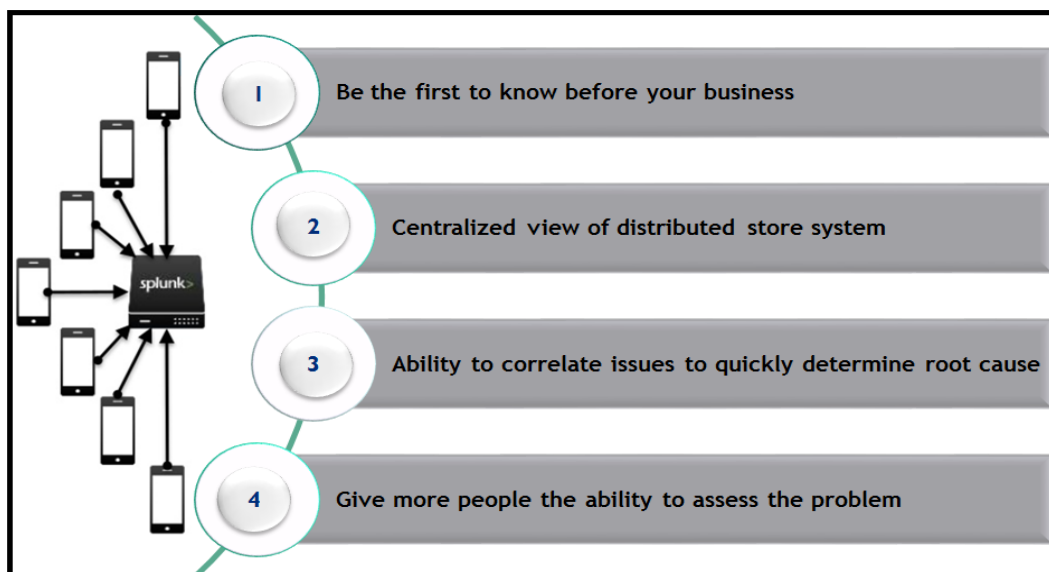 1
Be the first to know before your business
2
Centralized view of distributed store system
splunk>
3
Ability to correlate issues to quickly determine root cause
4
Give more people the ability to assess the problem